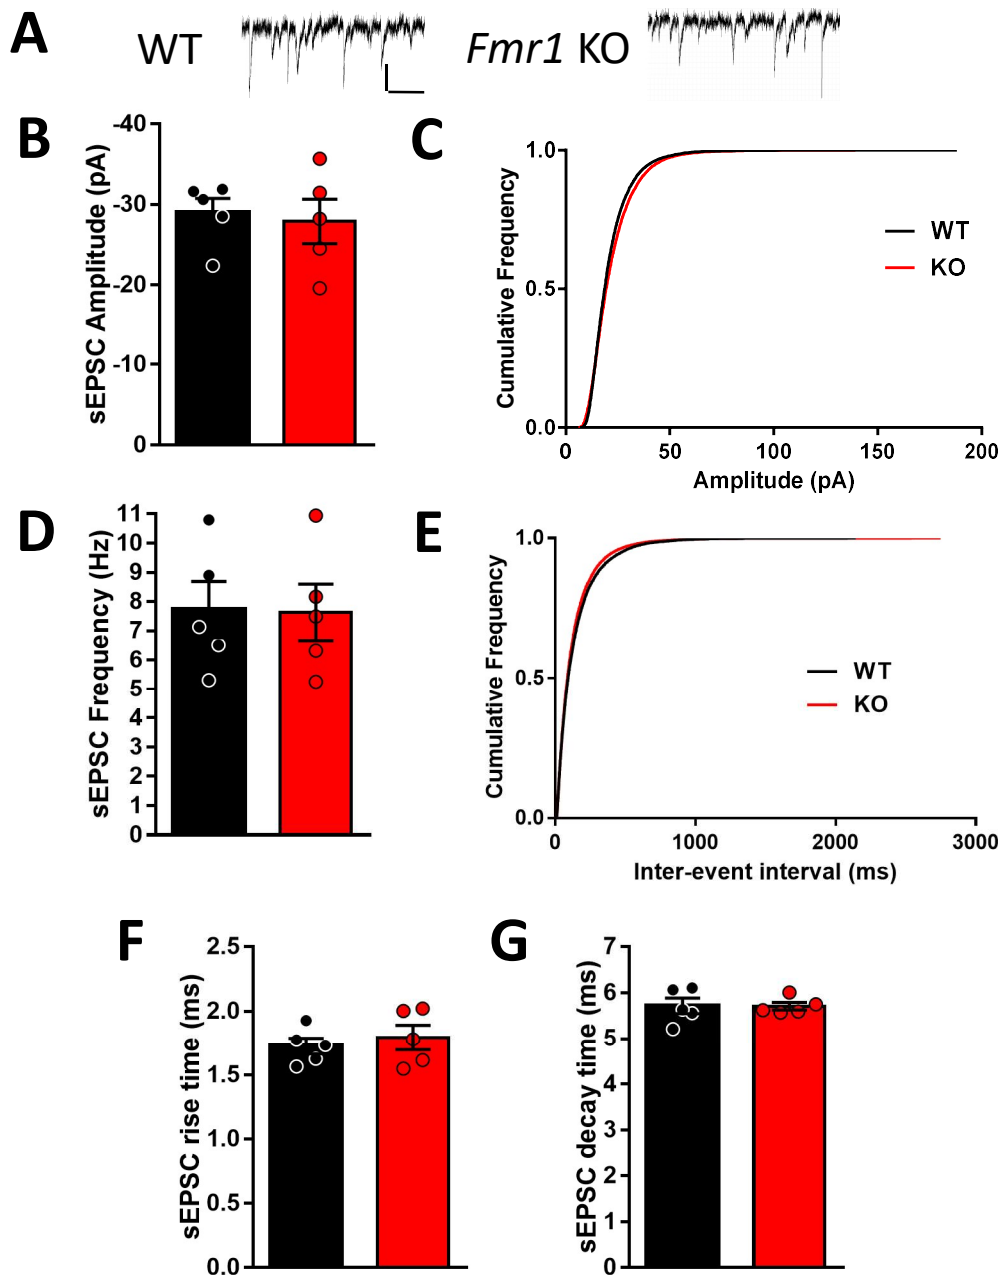 A
WT
Fmr1 KO
B
sEPSC Amplitude (pA)
-40
-30
-20
-10
0
C
Cumulative Frequency
1.0
0.5
0.0
WT
KO
0 50 100 150 200
Amplitude (pA)
D
sEPSC Frequency (Hz)
11
10
9
8
7
6
5
4
3
2
1
0
E
Cumulative Frequency
1.0
0.5
0.0
WT
KO
0 1000 2000 3000
Inter-event interval (ms)
F
sEPSC rise time (ms)
2.5
2.0
1.5
1.0
0.5
0.0
G
sEPSC decay time (ms)
7
6
5
4
3
2
1
0